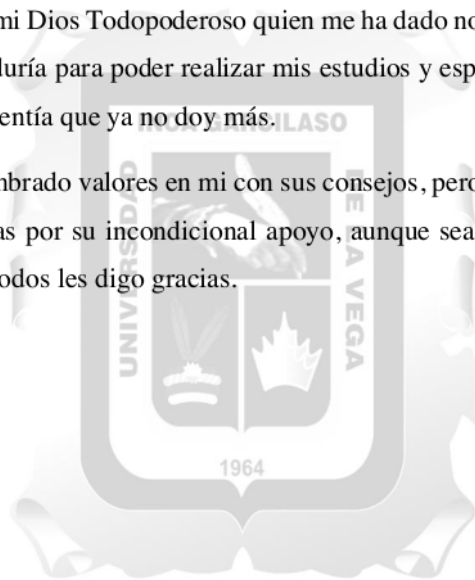 mi Dios Todopoderoso quien me ha dado no
duría para poder realizar mis estudios y esp
entía que ya no doy más.
INCA GARCILASO
nbrado valores en mi con sus consejos, pero
as por su incondicional apoyo, aunque sea
odos les digo gracias.
UNIVERSIDAD
DE LA VEGA
1964